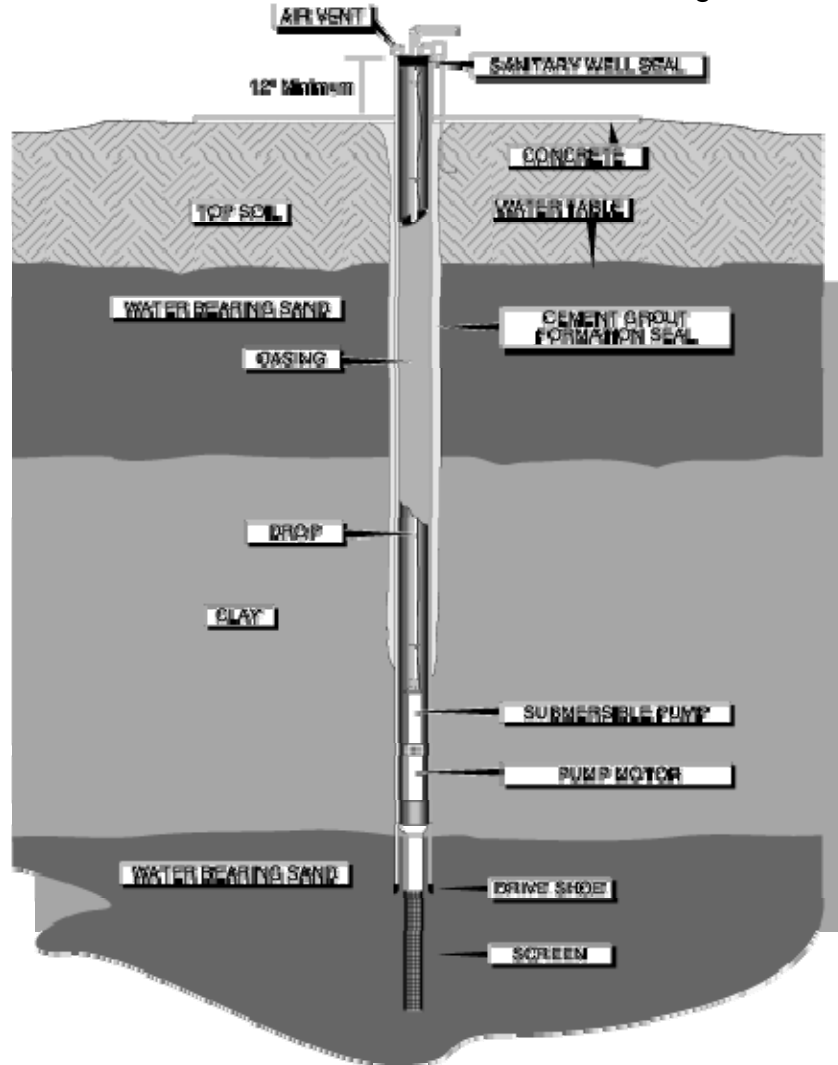 AIR VENT
SANITARY WELL SEAL
12" Minimum
CONCRETE
TOP SOIL
WATER TABLE
WATER BEARING SAND
CEMENT GROUT
FORMATION SEAL
CASING
DROP
CLAY
SUBMERSIBLE PUMP
PUMP MOTOR
WATER BEARING SAND
DRIVE SHOE
SCREEN